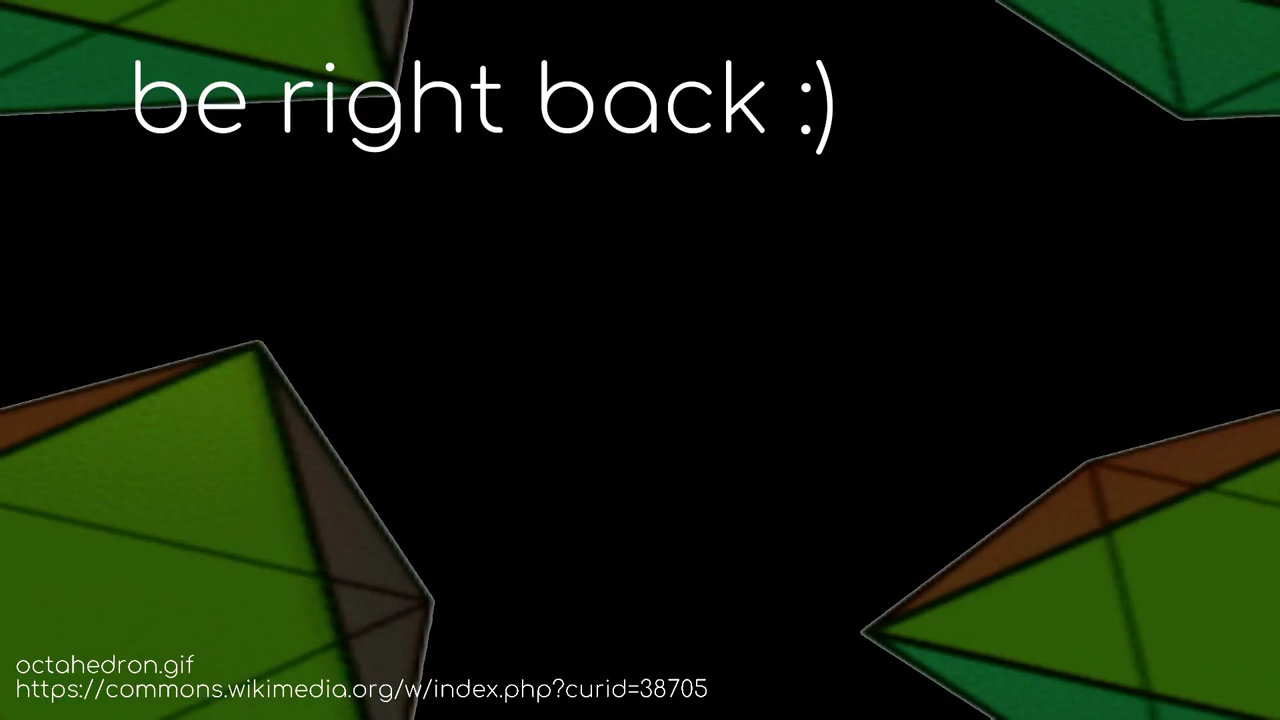 be right back :)
octahedron.gif
https://commons.wikimedia.org/w/index.php?curid=38705